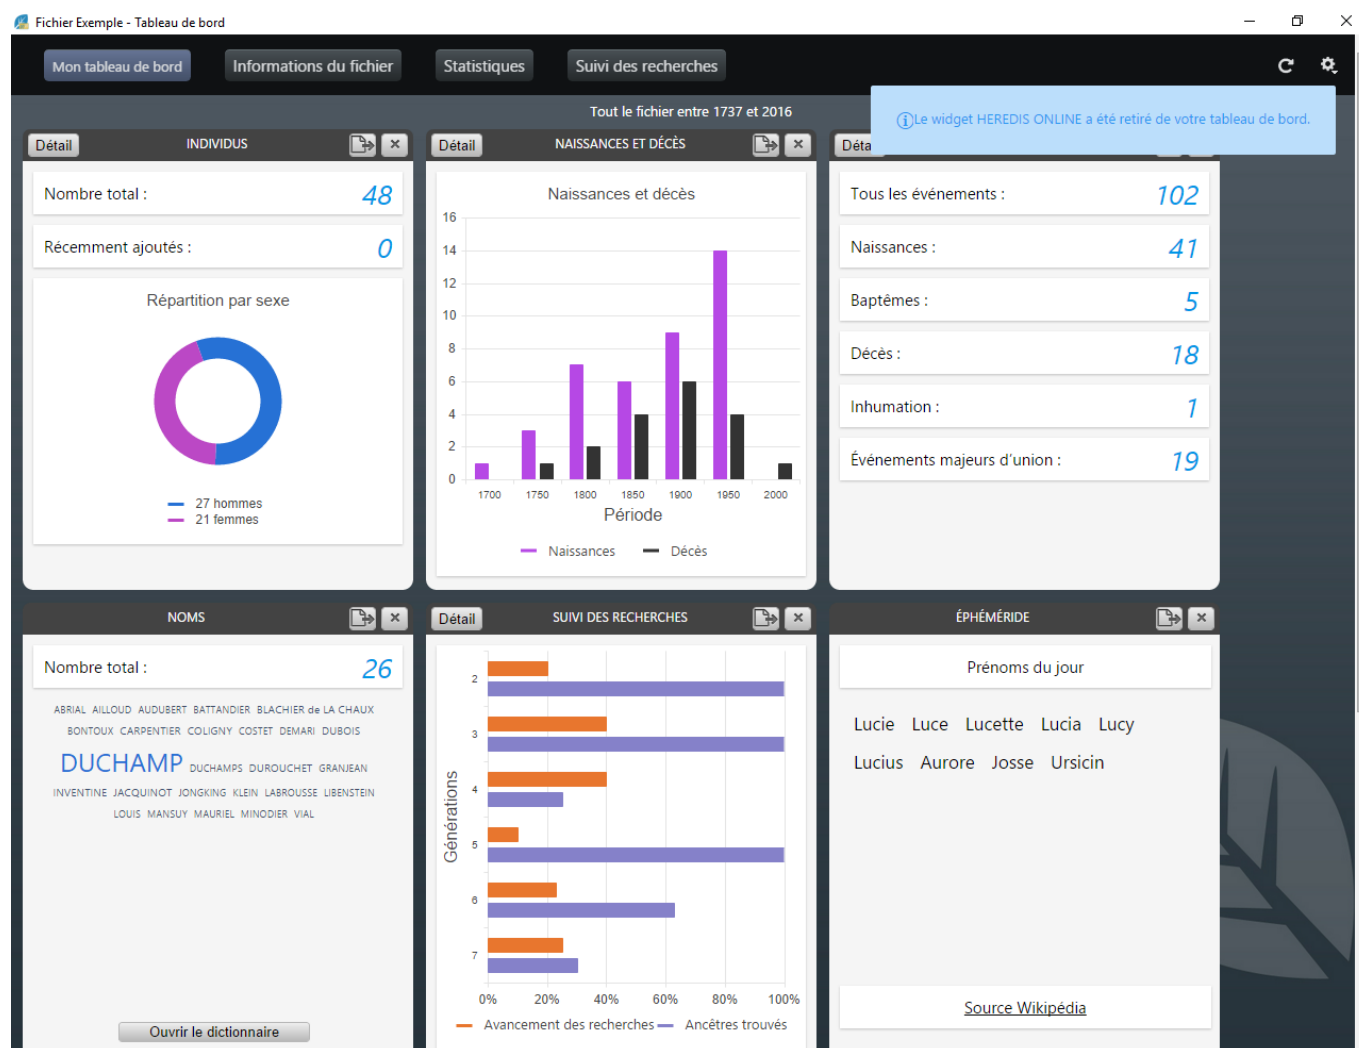 Fichier Exemple - Tableau de bord
Mon tableau de bord
Informations du fichier
Statistiques
Suivi des recherches
Tout le fichier entre 1737 et 2016
Le widget HEREDIS ONLINE a été retiré de votre tableau de bord.
Détail
INDIVIDUS
Nombre total :
48
Récemment ajoutés :
0
Répartition par sexe
27 hommes
21 femmes
Détail
NAISSANCES ET DÉCÈS
Naissances et décès
16
14
12
10
8
6
4
2
0
1700 1750 1800 1850 1900 1950 2000
Période
Naissances Décès
Tous les événements :
102
Naissances :
41
Baptêmes :
5
Décès :
18
Inhumation :
1
Événements majeurs d'union :
19
NOMS
Nombre total :
26
ABRIAL AILLOUD AUDUBERT BATTANDIER BLACHIER de LA CHAUX
BONTOUX CARPENTIER COLIGNY COSTET DEMARI DUBOIS
DUCHAMP DUCHAMPS DUROUCHET GRANJEAN
INVENTINE JACQUINOT JONGKING KLEIN LABROUSSE LIBENSTEIN
LOUIS MANSUY MAURIEL MINODIER VIAL
Ouvrir le dictionnaire
Détail
SUIVI DES RECHERCHES
Générations
2
3
4
5
6
7
0% 20% 40% 60% 80% 100%
Avancement des recherches Ancêtres trouvés
ÉPHÉMÉRIDE
Prénoms du jour
Lucie Luce Lucette Lucia Lucy
Lucius Aurore Josse Ursicin
Source Wikipédia